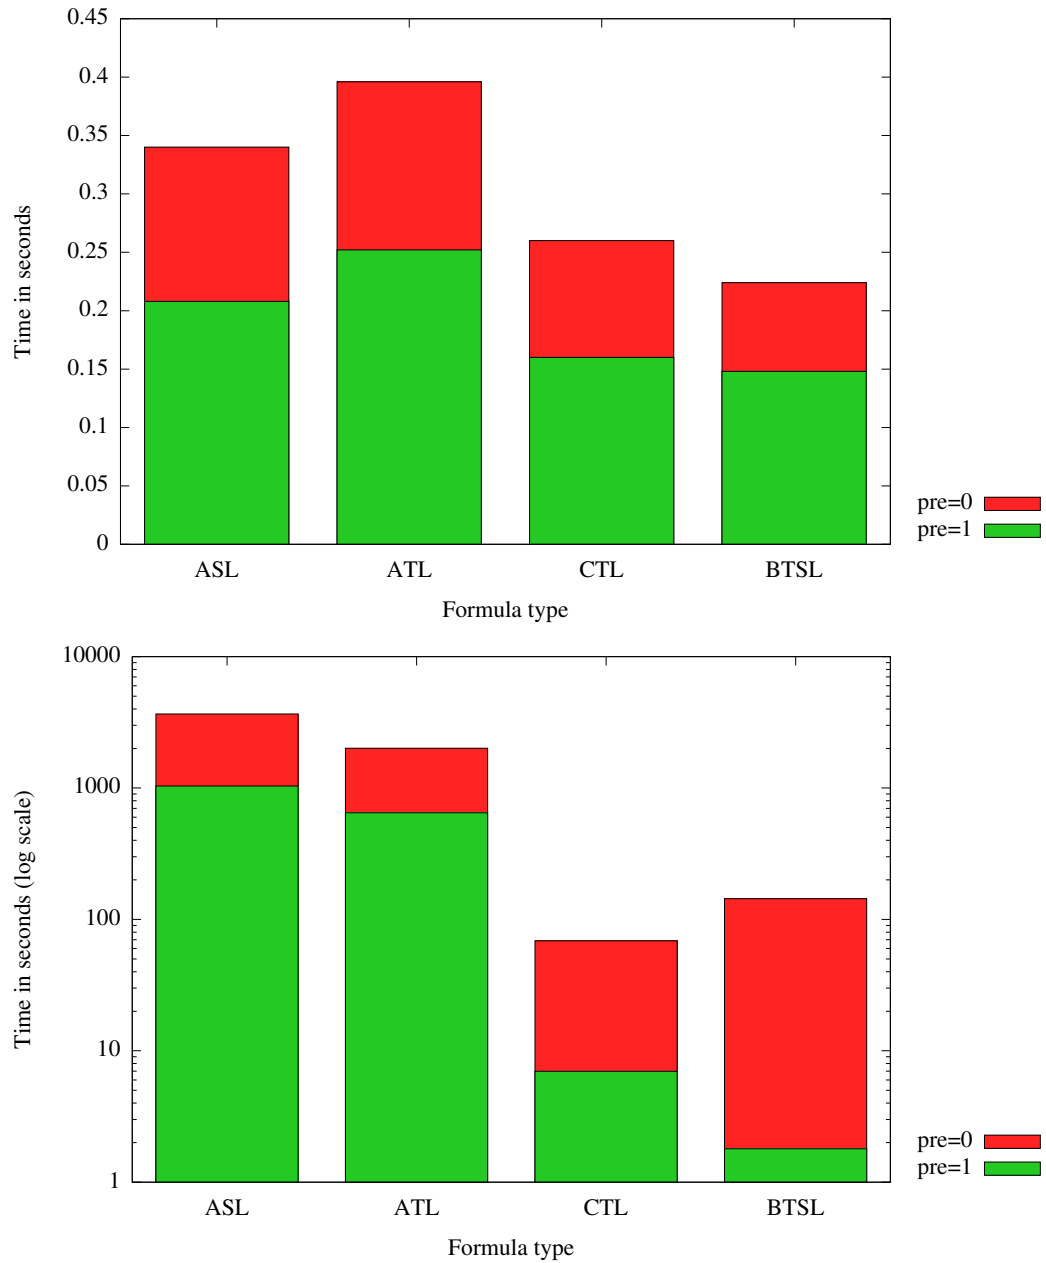 0.45
0.4
0.35
0.3
0.25
0.2
0.15
0.1
0.05
0
Time in seconds
ASL ATL CTL BTSL
Formula type
pre=0
pre=1
10000
1000
100
10
1
Time in seconds (log scale)
ASL ATL CTL BTSL
Formula type
pre=0
pre=1